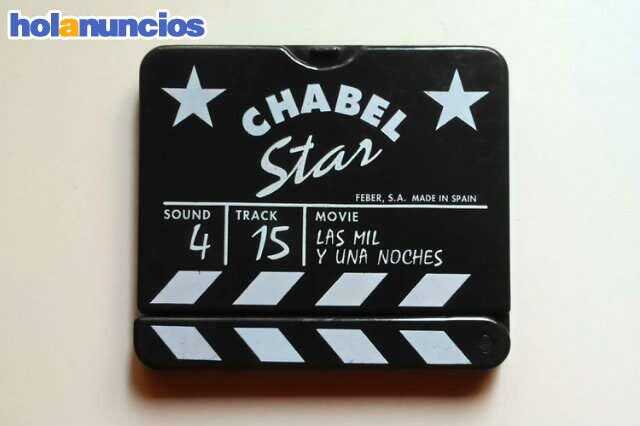 holanuncios
CHABEL
Star
FEBER, S.A. MADE IN SPAIN
SOUND TRACK MOVIE
4 15 LAS MIL
Y UNA NOCHES